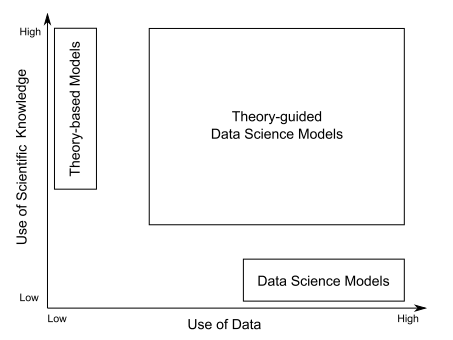 High
Use of Scientific Knowledge
Theory-based Models
Theory-guided
Data Science Models
Data Science Models
Low
Low
Use of Data
High